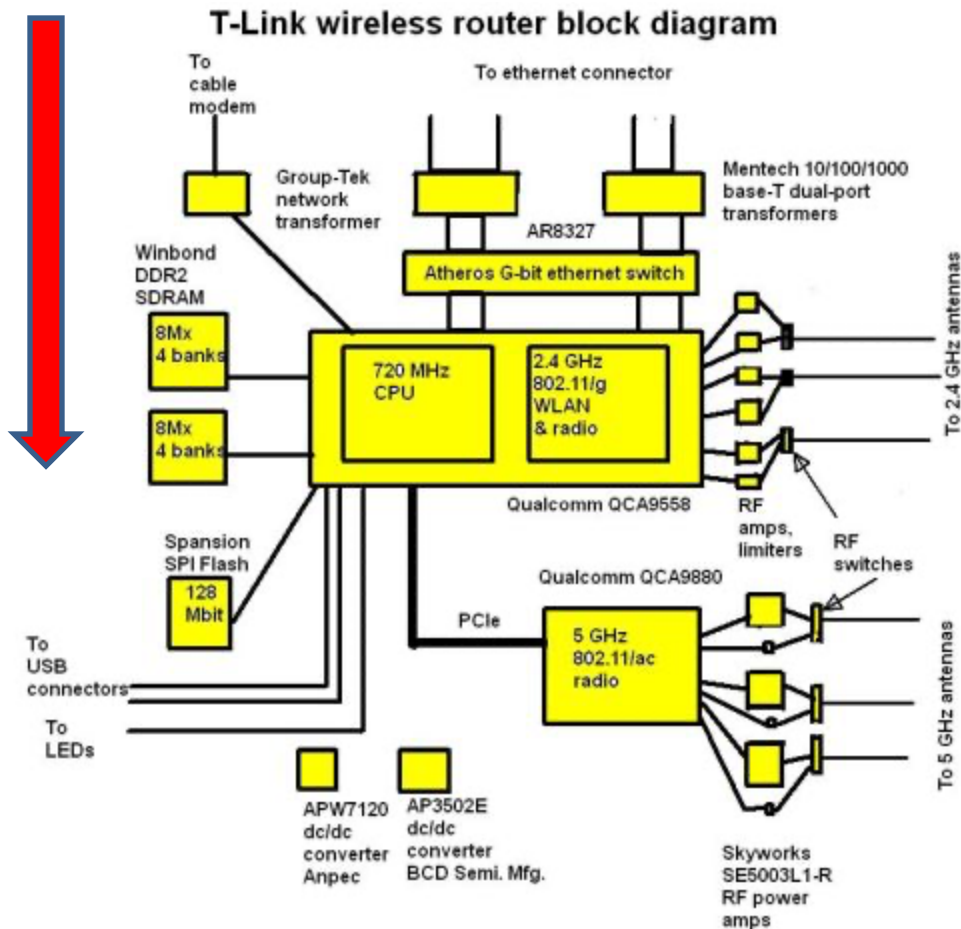 T-Link wireless router block diagram
To
cable
modem
To ethernet connector
Group-Tek
network
transformer
Mentech 10/100/1000
base-T dual-port
transformers
AR8327
Atheros G-bit ethernet switch
Winbond
DDR2
SDRAM
8Mx
4 banks
8Mx
4 banks
720 MHz
CPU
2.4 GHz
802.11/g
WLAN
& radio
To 2.4 GHz antennas
Qualcomm QCA9558
RF
amps,
limiters
RF
switches
Spansion
SPI Flash
128
Mbit
Qualcomm QCA9880
PCIe
5 GHz
802.11/ac
radio
To 5 GHz antennas
To
USB
connectors
To
LEDs
APW7120
dc/dc
converter
Anpec
AP3502E
dc/dc
converter
BCD Semi. Mfg.
Skyworks
SE5003L1-R
RF power
amps